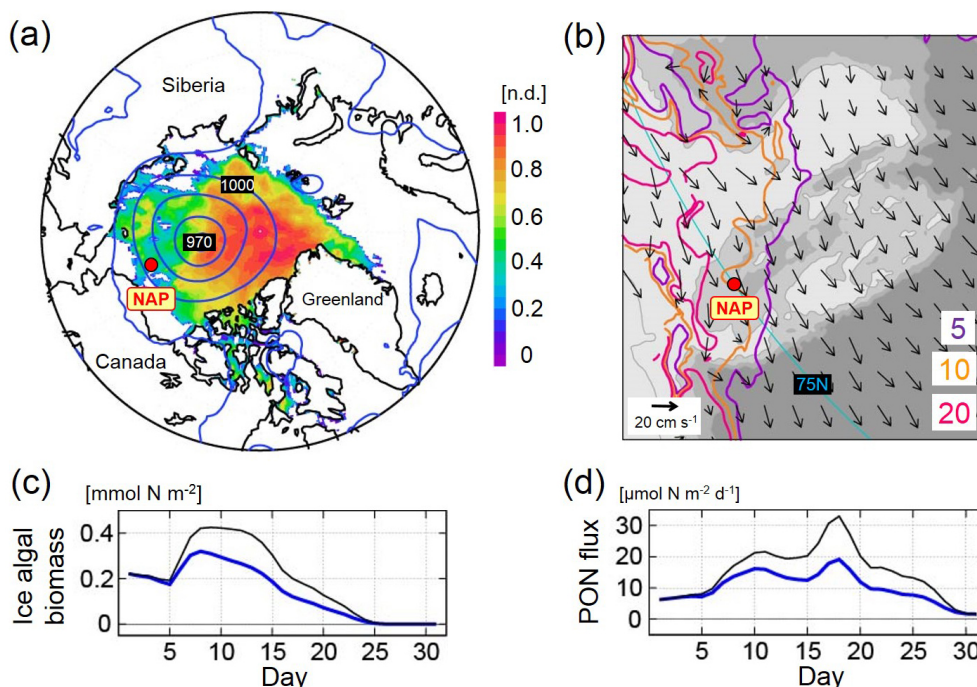 (a)
Siberia
1000
970
NAP
Canada
Greenland
[n.d.]
1.0
0.8
0.6
0.4
0.2
0
(b)
NAP
75N
20 cm s⁻¹
5
10
20
(c)
[mmol N m⁻²]
Ice algal
biomass
0.4
0.2
0
5 10 15 20 25 30
Day
(d)
[µmol N m⁻² d⁻¹]
PON flux
30
20
10
0
5 10 15 20 25 30
Day